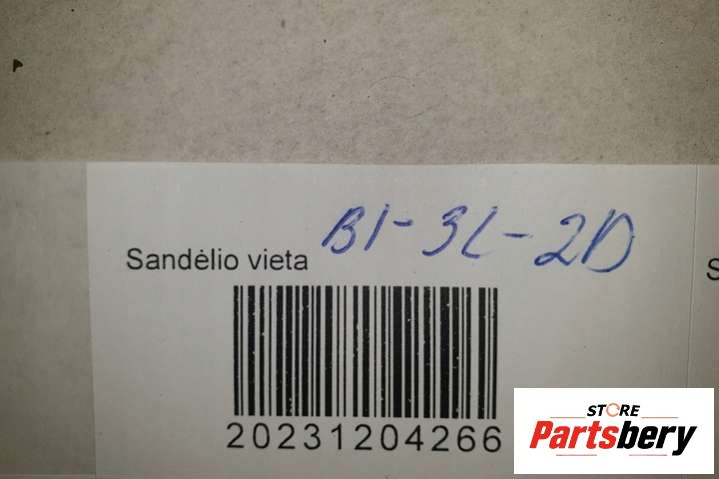 Sandėlio vieta B1-3L-2D
S
20231204266
STORE
Partsbery